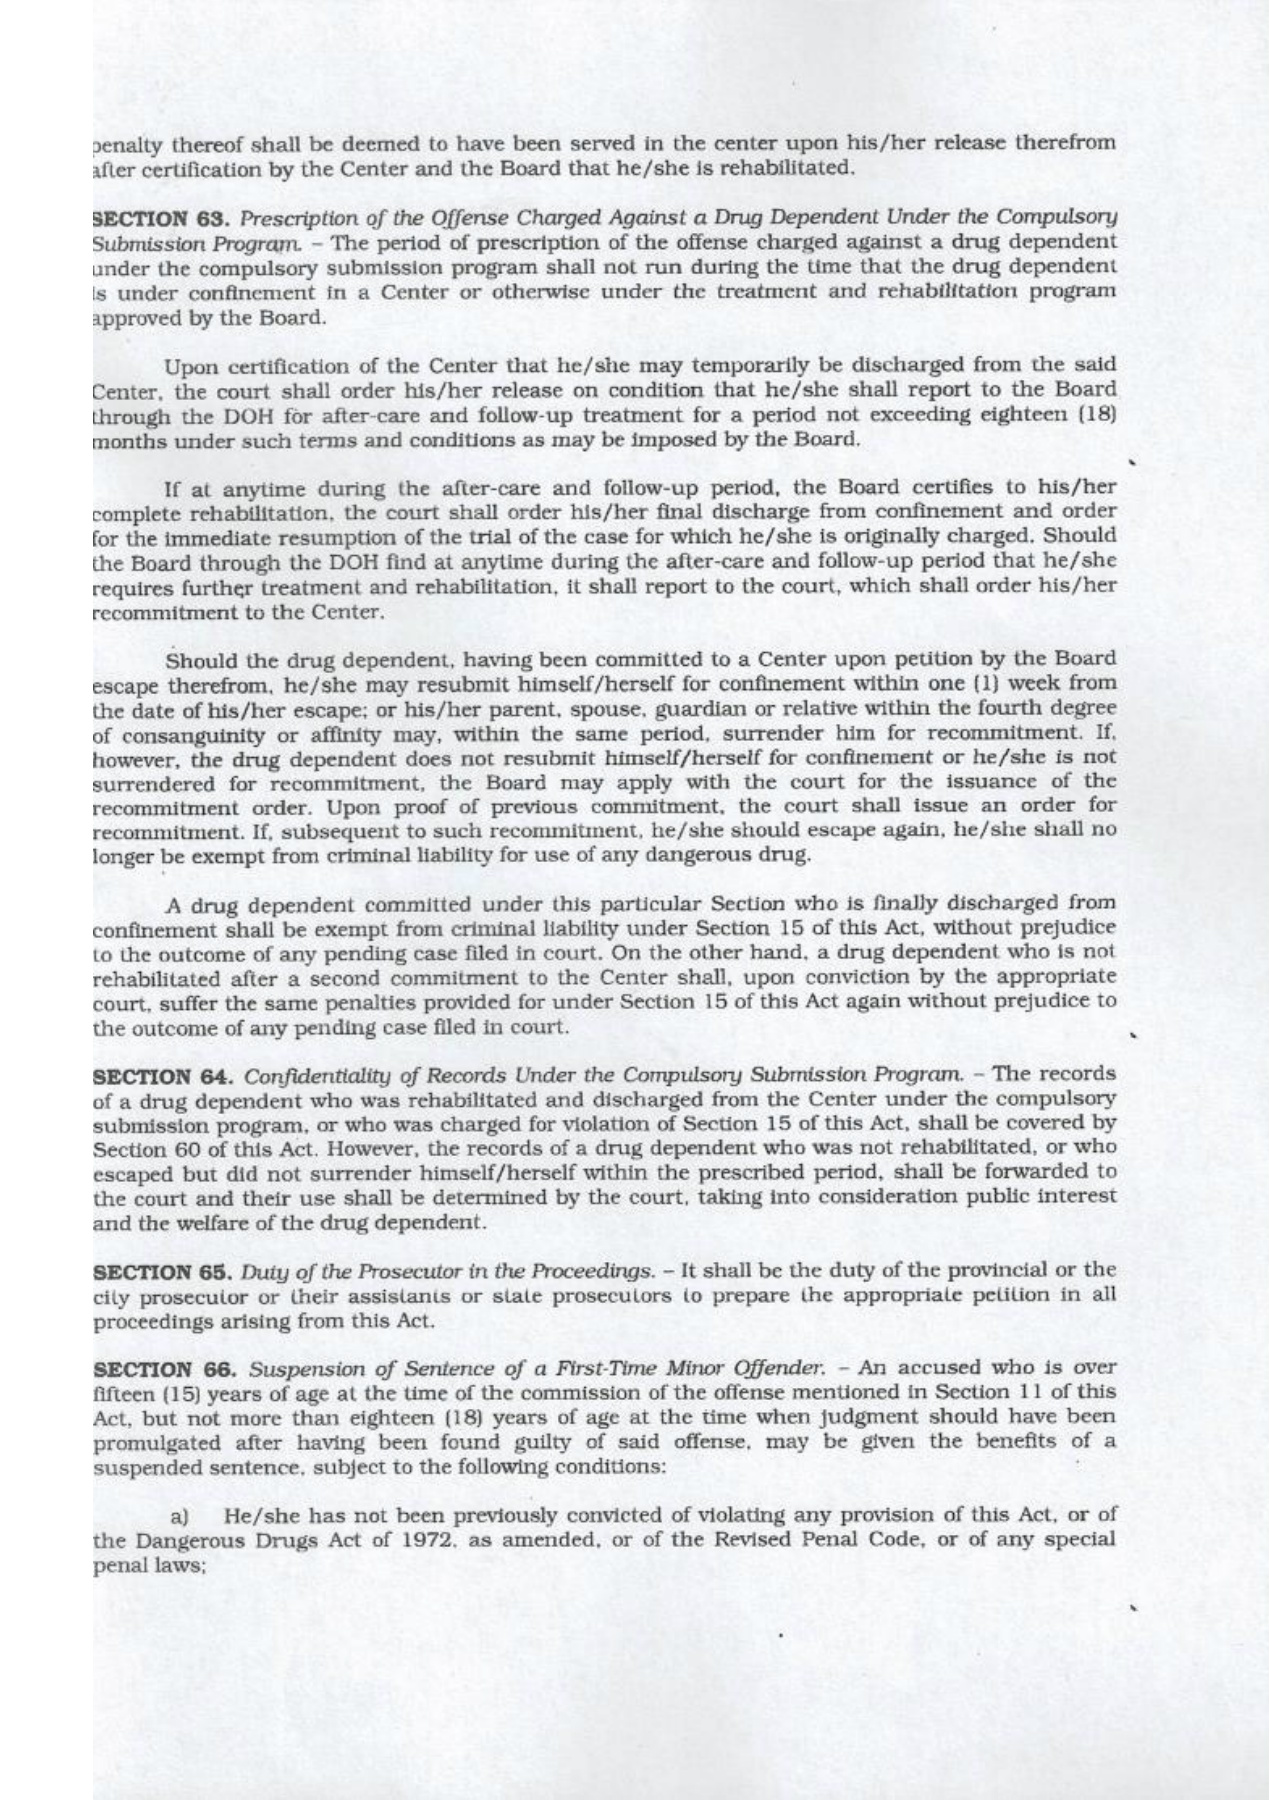 penalty thereof shall be deemed to have been served in the center upon his/her release therefrom
after certification by the Center and the Board that he/she is rehabilitated.
SECTION 63. Prescription of the Offense Charged Against a Drug Dependent Under the Compulsory
Submission Program. – The period of prescription of the offense charged against a drug dependent
under the compulsory submission program shall not run during the time that the drug dependent
is under confinement in a Center or otherwise under the treatment and rehabilitation program
approved by the Board.
Upon certification of the Center that he/she may temporarily be discharged from the said
Center, the court shall order his/her release on condition that he/she shall report to the Board
through the DOH for after-care and follow-up treatment for a period not exceeding eighteen (18)
months under such terms and conditions as may be imposed by the Board.
If at anytime during the after-care and follow-up period, the Board certifies to his/her
complete rehabilitation, the court shall order his/her final discharge from confinement and order
for the immediate resumption of the trial of the case for which he/she is originally charged. Should
the Board through the DOH find at anytime during the after-care and follow-up period that he/she
requires further treatment and rehabilitation, it shall report to the court, which shall order his/her
recommitment to the Center.
Should the drug dependent, having been committed to a Center upon petition by the Board
escape therefrom, he/she may resubmit himself/herself for confinement within one (1) week from
the date of his/her escape; or his/her parent, spouse, guardian or relative within the fourth degree
of consanguinity or affinity may, within the same period, surrender him for recommitment. If,
however, the drug dependent does not resubmit himself/herself for confinement or he/she is not
surrendered for recommitment, the Board may apply with the court for the issuance of the
recommitment order. Upon proof of previous commitment, the court shall issue an order for
recommitment. If, subsequent to such recommitment, he/she should escape again, he/she shall no
longer be exempt from criminal liability for use of any dangerous drug.
A drug dependent committed under this particular Section who is finally discharged from
confinement shall be exempt from criminal liability under Section 15 of this Act, without prejudice
to the outcome of any pending case filed in court. On the other hand, a drug dependent who is not
rehabilitated after a second commitment to the Center shall, upon conviction by the appropriate
court, suffer the same penalties provided for under Section 15 of this Act again without prejudice to
the outcome of any pending case filed in court.
SECTION 64. Confidentiality of Records Under the Compulsory Submission Program. – The records
of a drug dependent who was rehabilitated and discharged from the Center under the compulsory
submission program, or who was charged for violation of Section 15 of this Act, shall be covered by
Section 60 of this Act. However, the records of a drug dependent who was not rehabilitated, or who
escaped but did not surrender himself/herself within the prescribed period, shall be forwarded to
the court and their use shall be determined by the court, taking into consideration public interest
and the welfare of the drug dependent.
SECTION 65. Duty of the Prosecutor in the Proceedings. – It shall be the duty of the provincial or the
city prosecutor or their assistants or state prosecutors to prepare the appropriate petition in all
proceedings arising from this Act.
SECTION 66. Suspension of Sentence of a First-Time Minor Offender. – An accused who is over
fifteen (15) years of age at the time of the commission of the offense mentioned in Section 11 of this
Act, but not more than eighteen (18) years of age at the time when judgment should have been
promulgated after having been found guilty of said offense, may be given the benefits of a
suspended sentence, subject to the following conditions:
a) He/she has not been previously convicted of violating any provision of this Act, or of
the Dangerous Drugs Act of 1972, as amended, or of the Revised Penal Code, or of any special
penal laws;